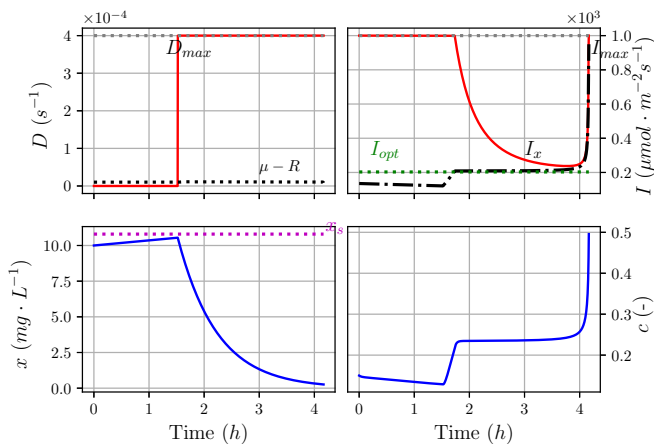 ×10⁻⁴
×10³
D (s⁻¹)
4
3
2
1
0
D_max
μ − R
I_max
I_opt
I_x
1.0
0.8
0.6
0.4
0.2
I (μmol · m⁻²s⁻¹)
x (mg · L⁻¹)
10.0
7.5
5.0
2.5
0.0
x_s
0.5
0.4
0.3
0.2
c (-)
0 1 2 3 4
0 1 2 3 4
Time (h)
Time (h)